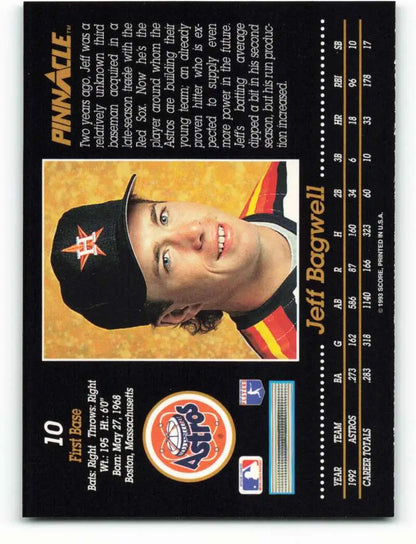 10
First Base
Bats: Right Throws: Right
Wt: 195 Ht: 6'0"
Born: May 27, 1968
Boston, Massachusetts
Astros
H
PINNACLE™
Two years ago, Jeff was a
relatively unknown third
baseman acquired in a
late-season trade with the
Red Sox. Now he's the
player around whom the
Astros are building their
young team; an already
proven hitter who is ex-
pected to supply even
more power in the future.
Jeff's batting average
dipped a bit in his second
season, but his run produc-
tion increased.
Jeff Bagwell
© 1993 SCORE, PRINTED IN U.S.A.
YEAR TEAM BA G AB R H 2B 3B HR RBI SB
1992 ASTROS .273 162 586 87 160 34 6 18 96 10
CAREER TOTALS .283 318 1140 166 323 60 10 33 178 17